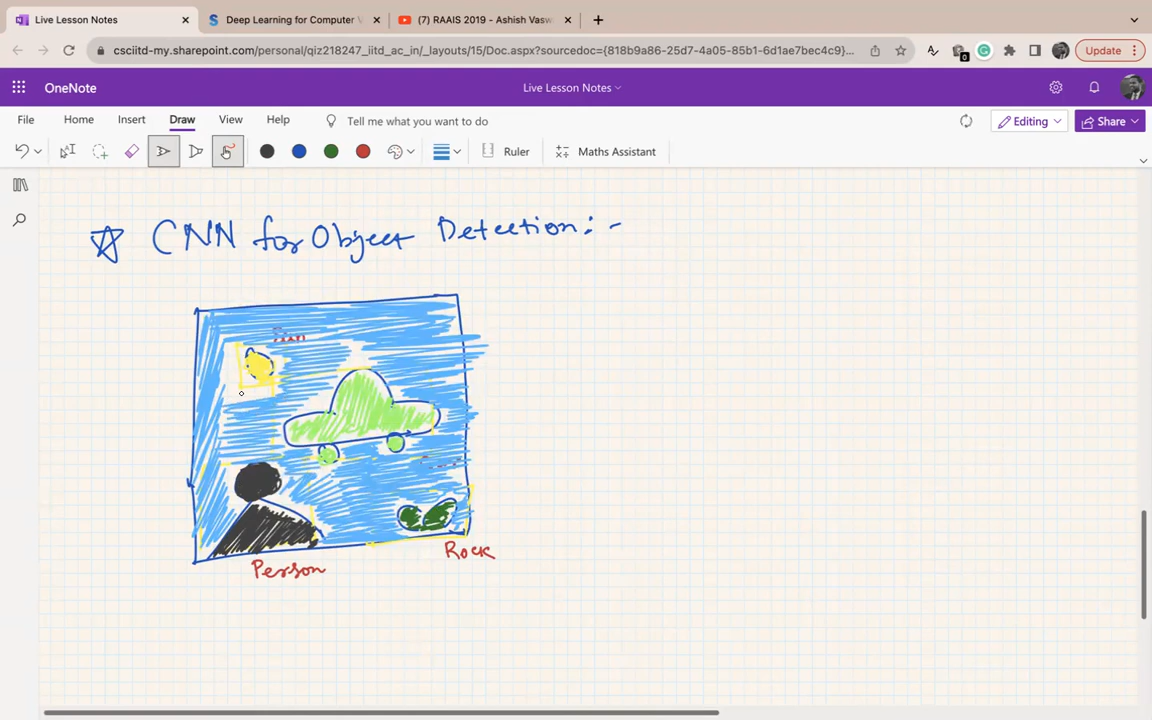 Live Lesson Notes
Deep Learning for Computer V
(7) RAAIS 2019 - Ashish Vasw
csciitd-my.sharepoint.com/personal/qiz218247_iitd_ac_in/_layouts/15/Doc.aspx?sourcedoc={818b9a86-25d7-4a05-85b1-6d1ae7bec4c9}...
0
Update
OneNote
Live Lesson Notes
File Home Insert Draw View Help Tell me what you want to do
Editing
Share
Ruler
Maths Assistant
CNN for Object Detection:-
Rock
Person